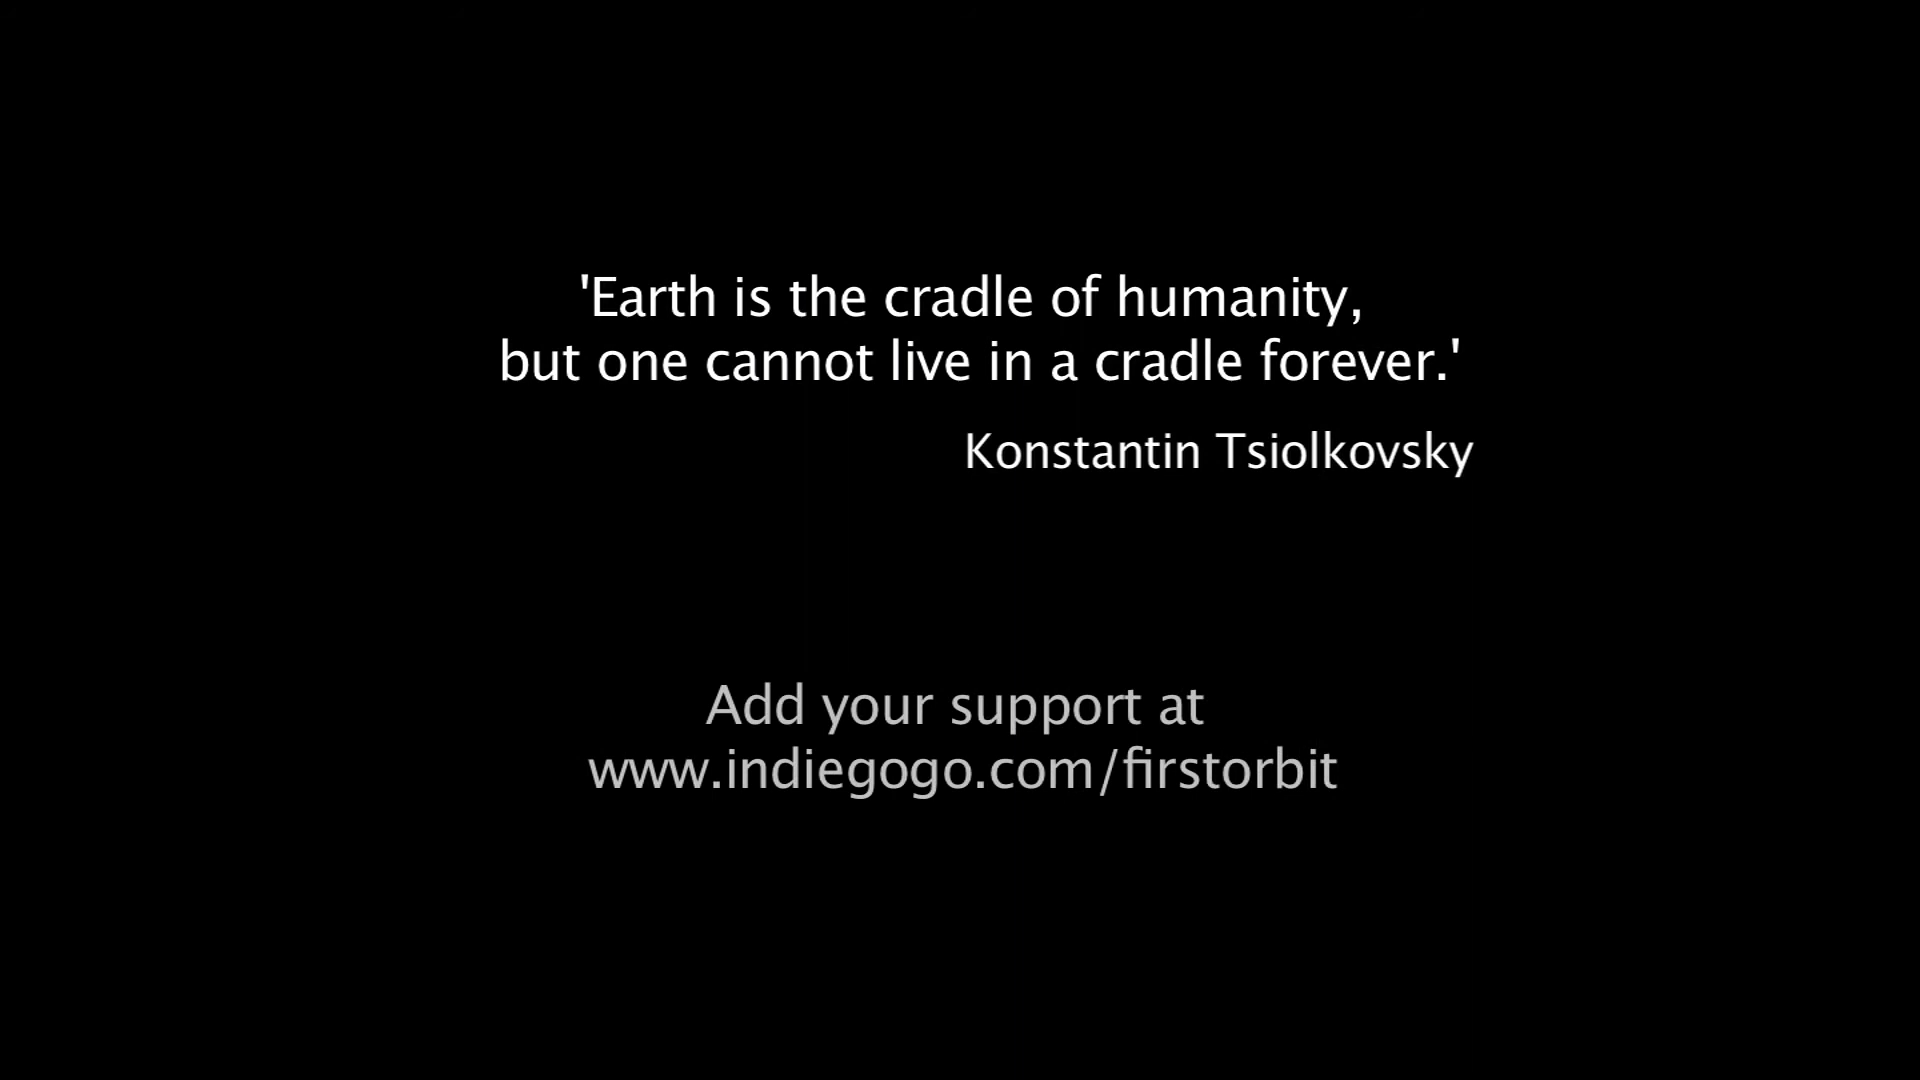 'Earth is the cradle of humanity,
but one cannot live in a cradle forever.'
Konstantin Tsiolkovsky
Add your support at
www.indiegogo.com/firstorbit